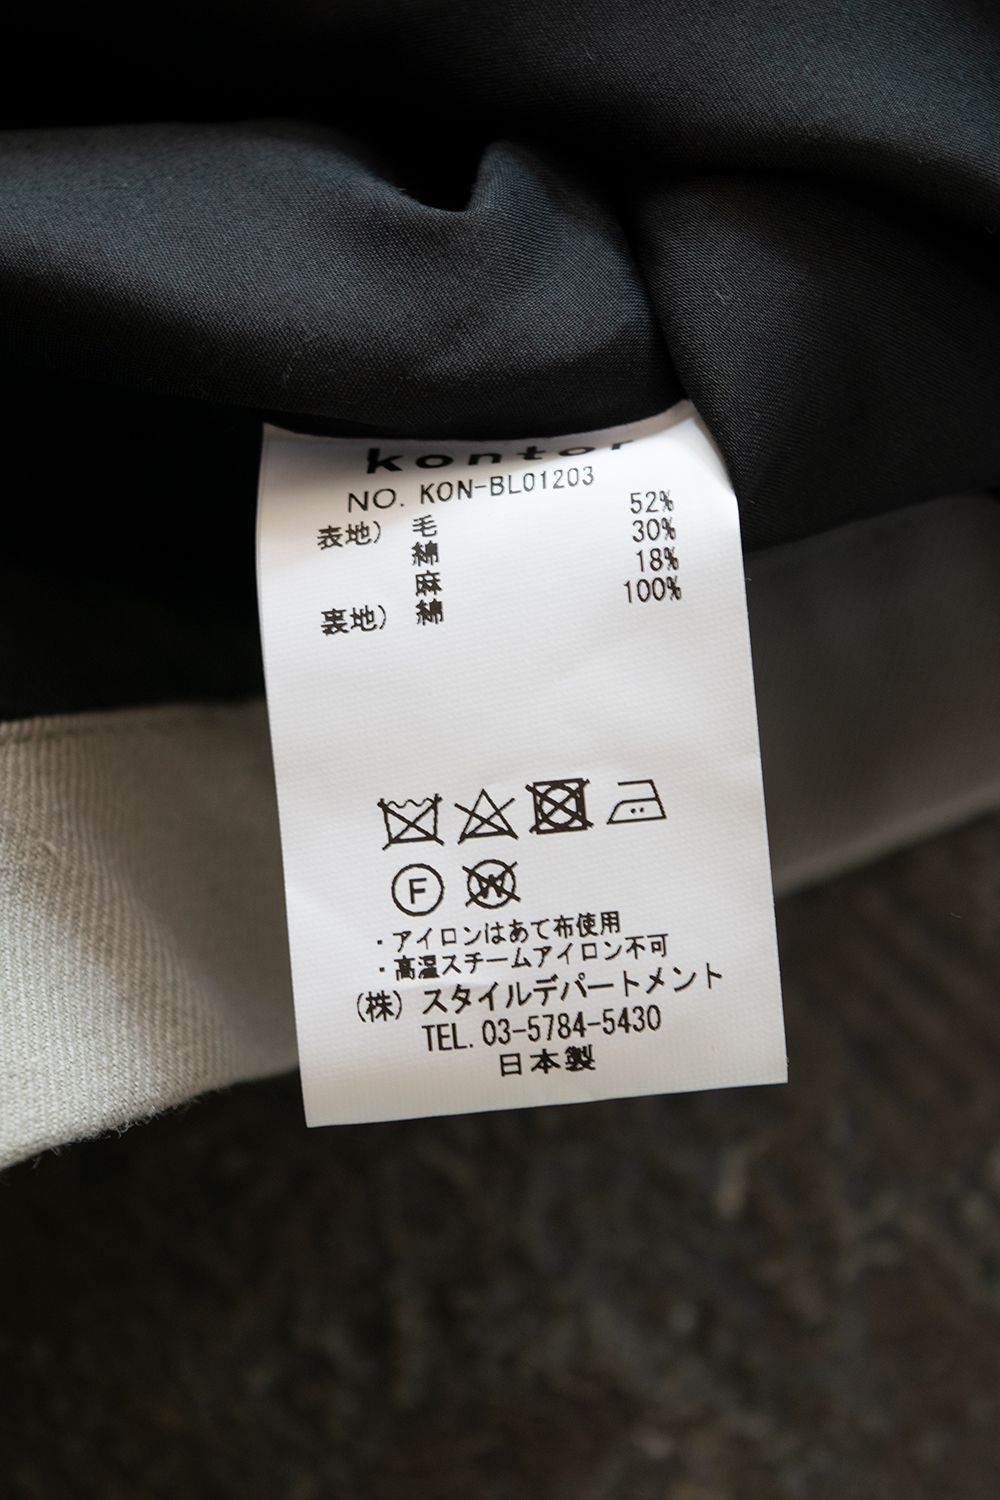 kontor
NO. KON-BL01203
表地) 毛 52%
綿 30%
麻 18%
裏地) 綿 100%
F
W
・アイロンはあて布使用
・高温スチームアイロン不可
(株) スタイルデパートメント
TEL. 03-5784-5430
日本製